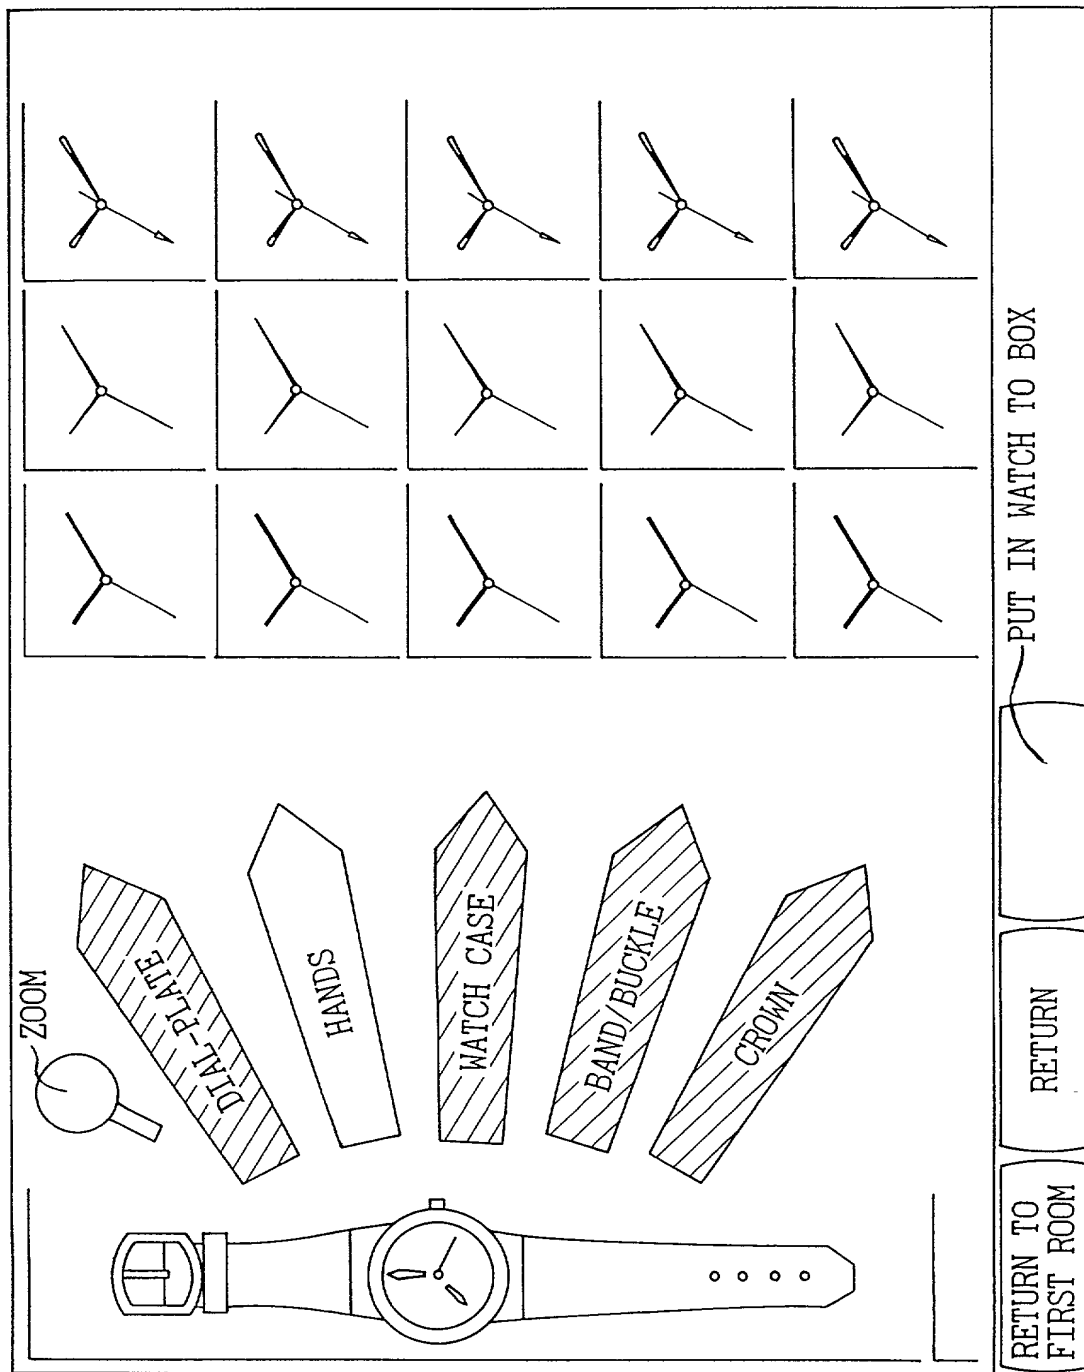 ZOOM
DIAL-PLATE
HANDS
WATCH CASE
BAND/BUCKLE
CROWN
RETURN TO
FIRST ROOM
RETURN
PUT IN WATCH TO BOX